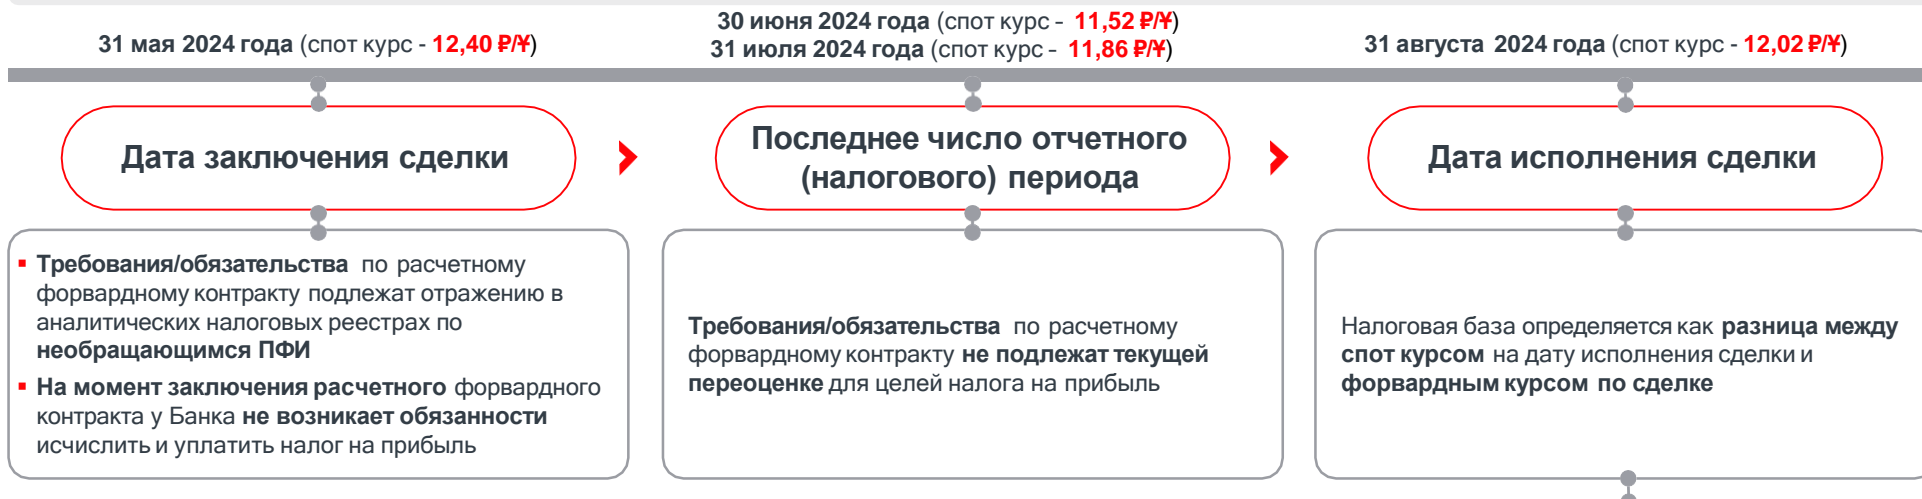 31 мая 2024 года (спот курс - 12,40 ₽/¥)
30 июня 2024 года (спот курс - 11,52 ₽/¥)
31 июля 2024 года (спот курс - 11,86 ₽/¥)
31 августа 2024 года (спот курс - 12,02 ₽/¥)
Дата заключения сделки
Последнее число отчетного
(налогового) периода
Дата исполнения сделки
Требования/обязательства по расчетному
форвардному контракту подлежат отражению в
аналитических налоговых реестрах по
необращающимся ПФИ
На момент заключения расчетного форвардного
контракта у Банка не возникает обязанности
исчислить и уплатить налог на прибыль
Требования/обязательства по расчетному
форвардному контракту не подлежат текущей
переоценке для целей налога на прибыль
Налоговая база определяется как разница между
спот курсом на дату исполнения сделки и
форвардным курсом по сделке